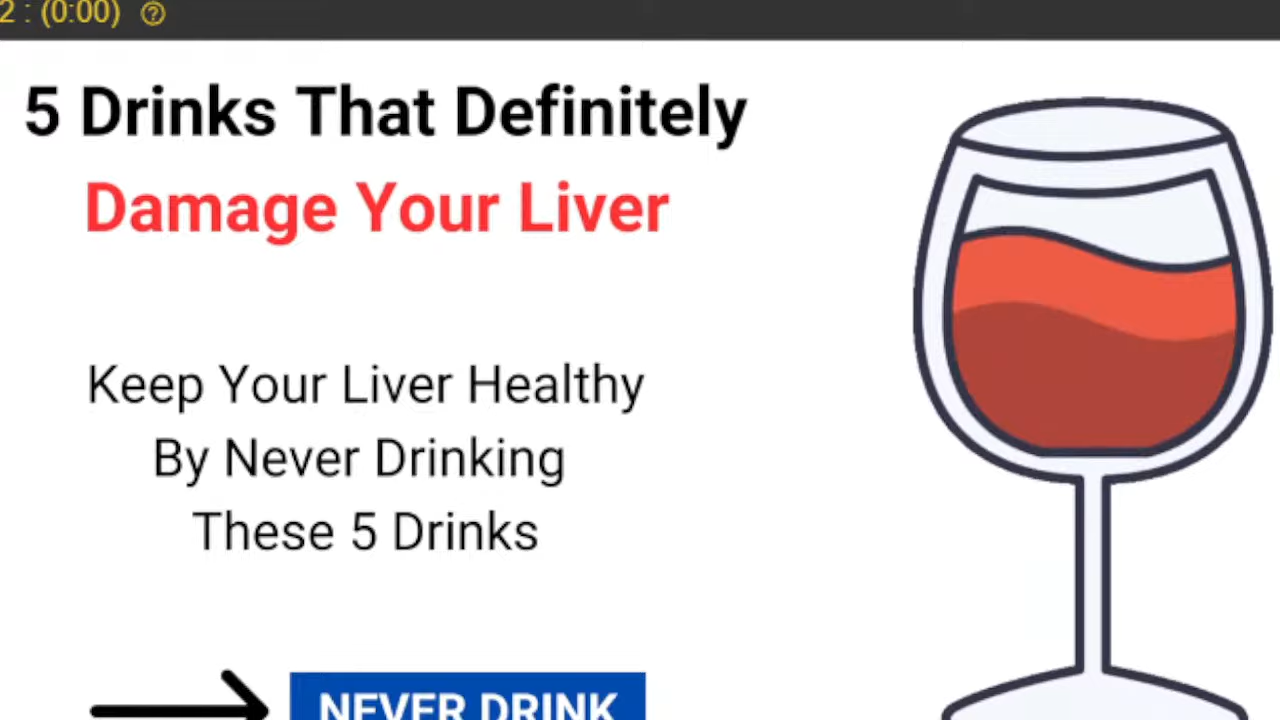 2 : (0:00) ?
5 Drinks That Definitely
Damage Your Liver
Keep Your Liver Healthy
By Never Drinking
These 5 Drinks
NEVER DRINK